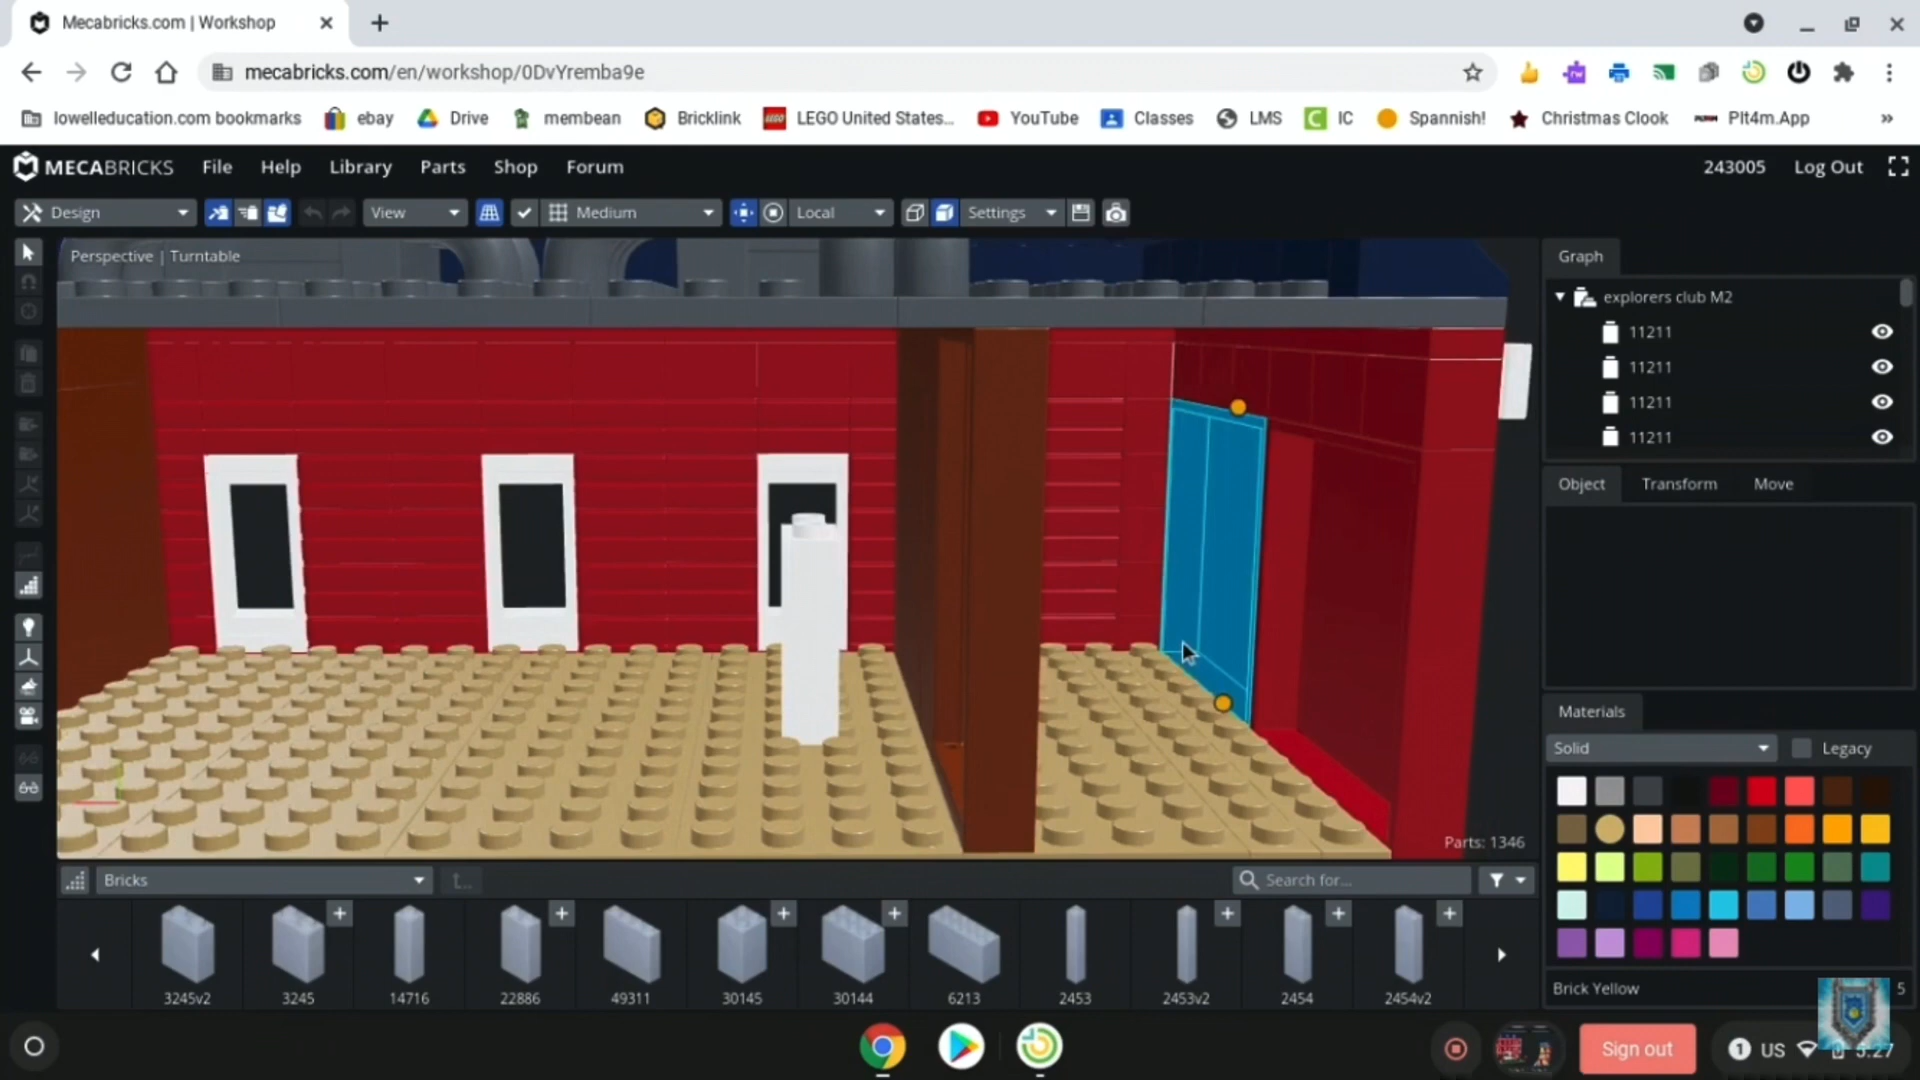 Mecabricks.com | Workshop
mecabricks.com/en/workshop/0DvYremba9e
lowelleducation.com bookmarks ebay Drive membean Bricklink LEGO United States... YouTube Classes LMS IC Spannish! Christmas Clook Plt4m.App »
MECABRICKS File Help Library Parts Shop Forum 243005 Log Out
Design View Medium Local Settings
Perspective | Turntable
Graph
explorers club M2
11211
11211
11211
11211
Object Transform Move
Materials
Solid Legacy
Parts: 1346
Bricks Search for...
3245v2 3245 14716 22886 49311 30145 30144 6213 2453 2453v2 2454 2454v2
Brick Yellow 5
Sign out 1 US 5:27